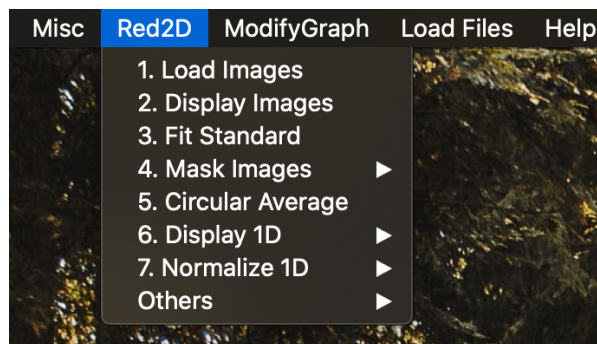 Misc Red2D ModifyGraph Load Files Help
1. Load Images
2. Display Images
3. Fit Standard
4. Mask Images ▶
5. Circular Average
6. Display 1D ▶
7. Normalize 1D ▶
Others ▶